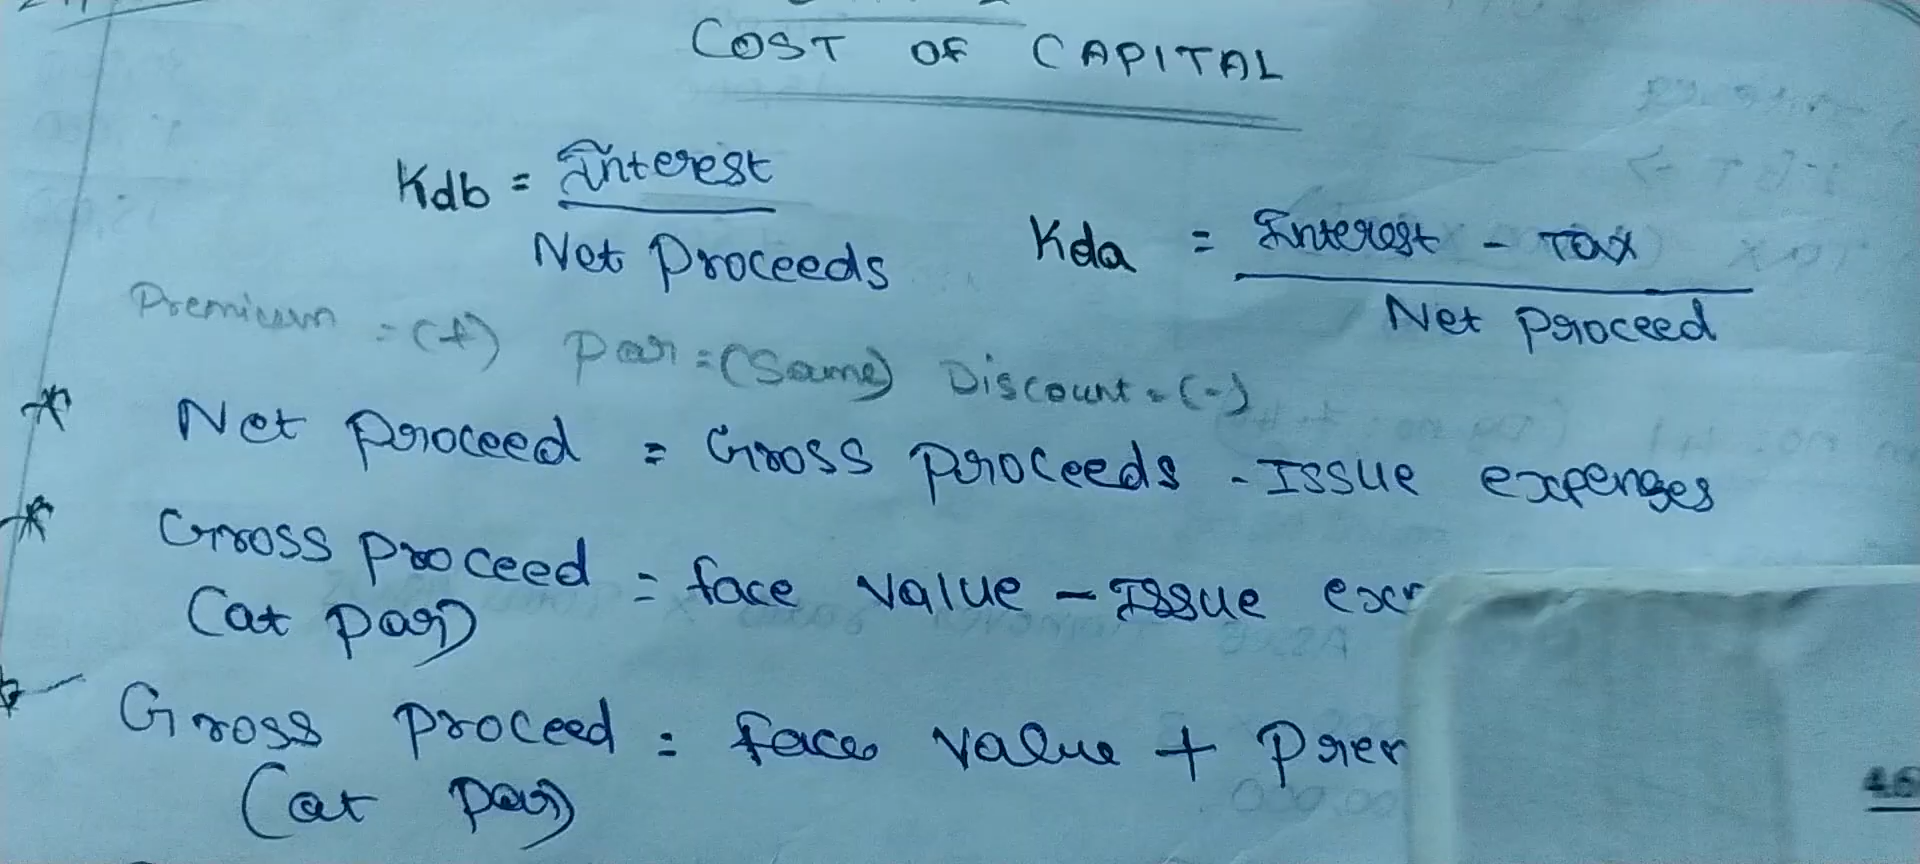 COST OF CAPITAL
Kdb = Interest
Net Proceeds
Kda = Interest - Tax
Net Proceed
Premium = (+) Par = (Same) Discount = (-)
* Net Proceed = Gross Proceeds - Issue expenses
* Gross Proceed = face value - Issue
(at par)
Gross Proceed = face value +
(at par)